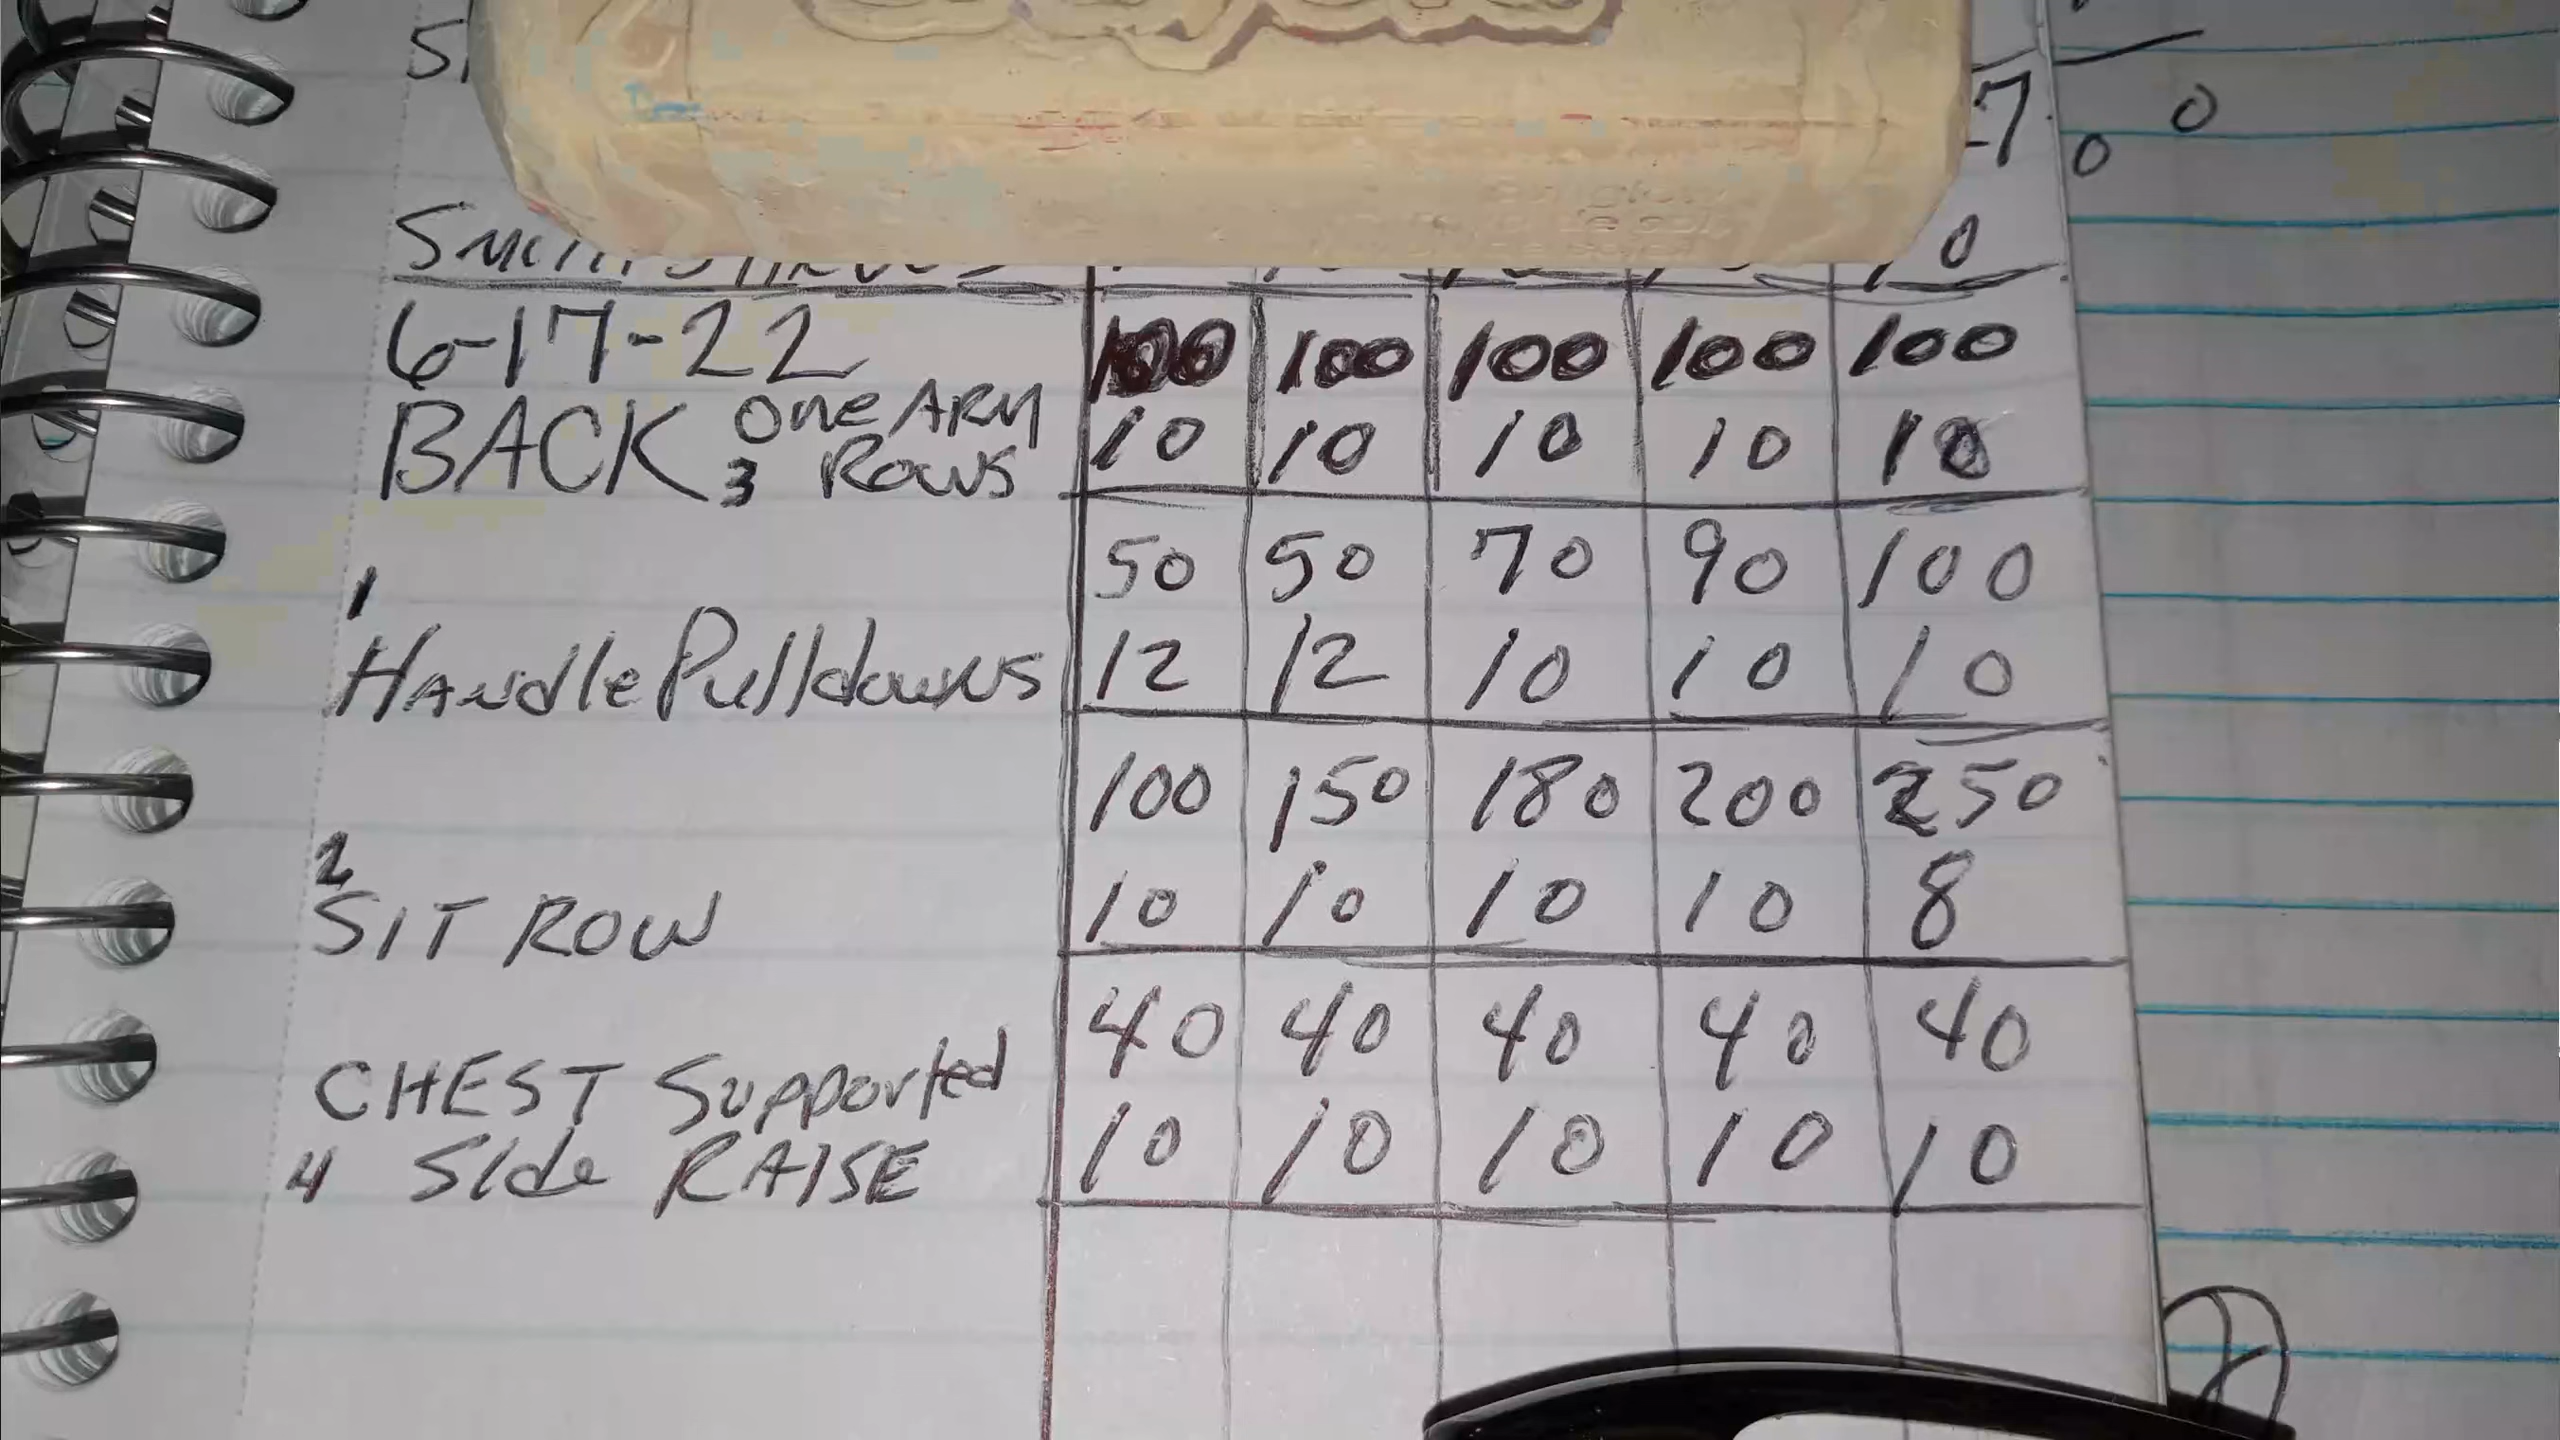 6-17-22 100 100 100 100 100
BACK 3 One ARM Rows 10 10 10 10 10
50 50 70 90 100
1
Handle Pulldowns 12 12 10 10 10
100 150 180 200 250
2
SIT ROW 10 10 10 10 8
40 40 40 40 40
CHEST Supported
4 Side RAISE 10 10 10 10 10